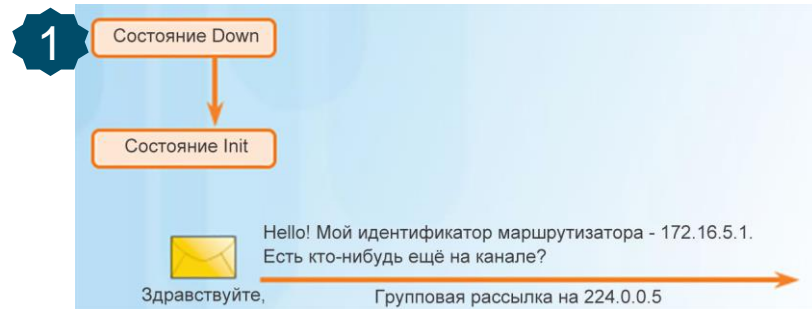 1
Состояние Down
Состояние Init
Hello! Мой идентификатор маршрутизатора - 172.16.5.1.
Есть кто-нибудь ещё на канале?
Здравствуйте,
Групповая рассылка на 224.0.0.5